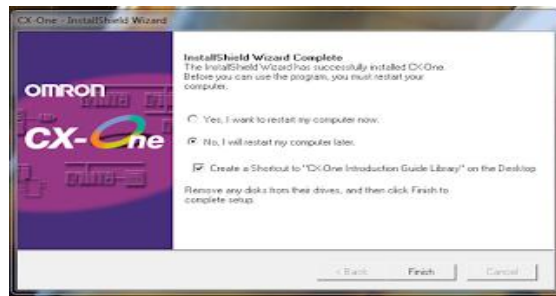 CX-One - InstallShield Wizard
OMRON
CX-One
InstallShield Wizard Complete
The InstallShield Wizard has successfully installed CX-One.
Before you can use the program, you must restart your
computer.
Yes, I want to restart my computer now.
No, I will restart my computer later.
Create a Shortcut to "CX-One Introduction Guide Library" on the Desktop
Remove any disks from their drives, and then click Finish to
complete setup.
< Back
Finish
Cancel